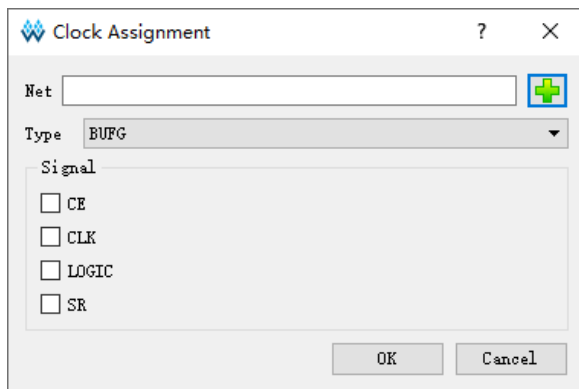 Clock Assignment ?
Net
Type BUFG
Signal
CE
CLK
LOGIC
SR
OK Cancel